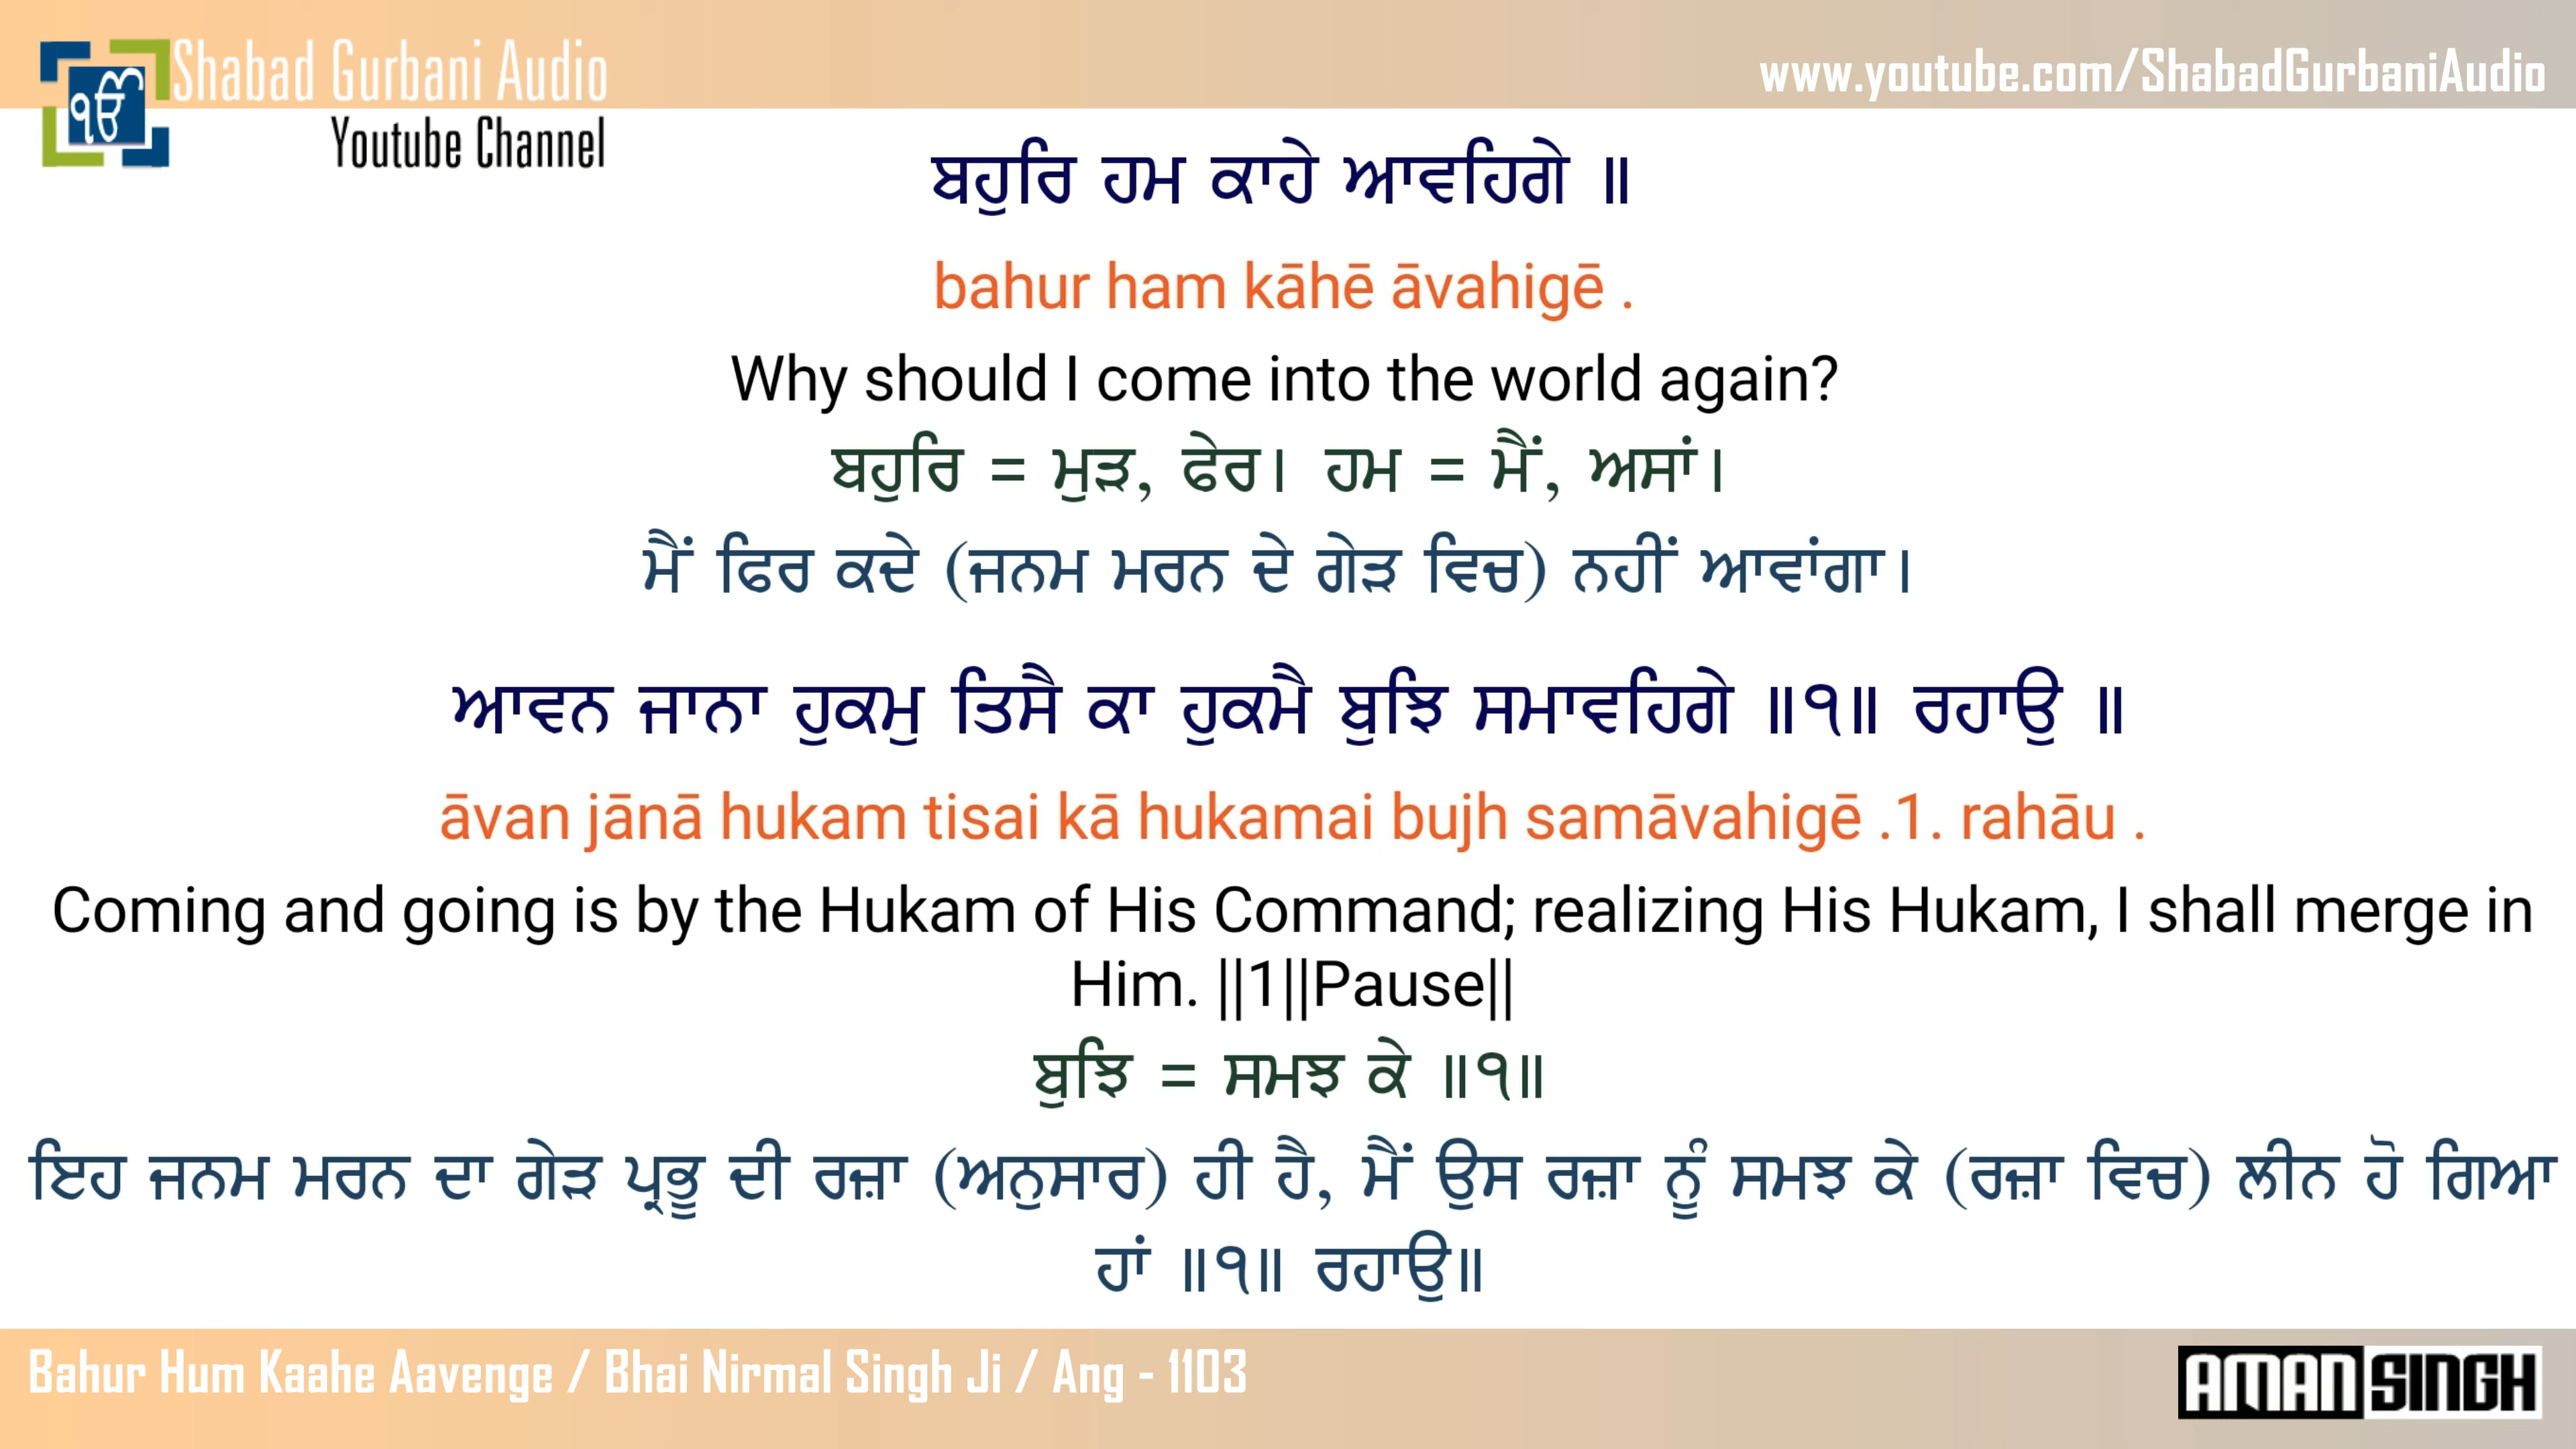 Shabad Gurbani Audio
Youtube Channel
www.youtube.com/ShabadGurbaniAudio
ੴ
ਬਹੁਰਿ ਹਮ ਕਾਹੇ ਆਵਹਿਗੇ ॥
bahur ham kāhē āvahigē .
Why should I come into the world again?
ਬਹੁਰਿ = ਮੁੜ, ਫੇਰ। ਹਮ = ਮੈਂ, ਅਸਾਂ।
ਮੈਂ ਫਿਰ ਕਦੇ (ਜਨਮ ਮਰਨ ਦੇ ਗੇੜ ਵਿਚ) ਨਹੀਂ ਆਵਾਂਗਾ।
ਆਵਨ ਜਾਨਾ ਹੁਕਮੁ ਤਿਸੈ ਕਾ ਹੁਕਮੈ ਬੁਝਿ ਸਮਾਵਹਿਗੇ ॥੧॥ ਰਹਾਉ ॥
āvan jānā hukam tisai kā hukamai bujh samāvahigē .1. rahāu .
Coming and going is by the Hukam of His Command; realizing His Hukam, I shall merge in
Him. ||1||Pause||
ਬੁਝਿ = ਸਮਝ ਕੇ ॥੧॥
ਇਹ ਜਨਮ ਮਰਨ ਦਾ ਗੇੜ ਪ੍ਰਭੂ ਦੀ ਰਜ਼ਾ (ਅਨੁਸਾਰ) ਹੀ ਹੈ, ਮੈਂ ਉਸ ਰਜ਼ਾ ਨੂੰ ਸਮਝ ਕੇ (ਰਜ਼ਾ ਵਿਚ) ਲੀਨ ਹੋ ਗਿਆ
ਹਾਂ ॥੧॥ ਰਹਾਉ॥
Bahur Hum Kaahe Aavenge / Bhai Nirmal Singh Ji / Ang - 1103
AMAN SINGH